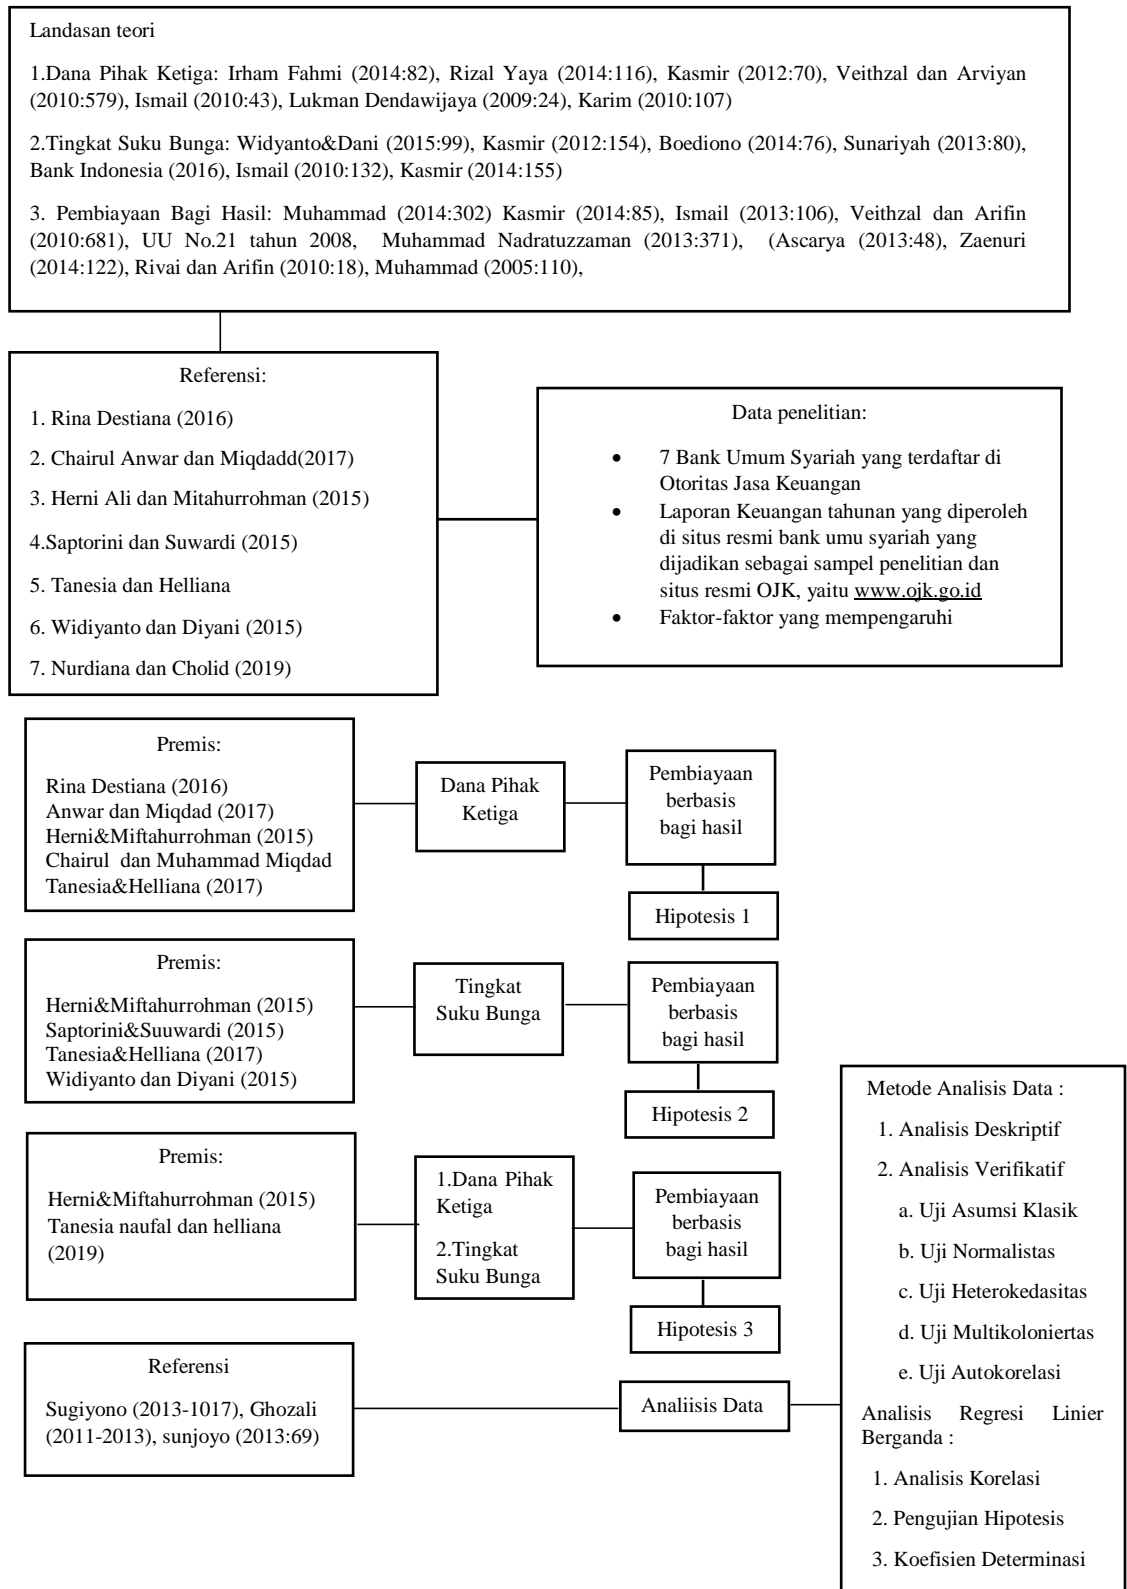 Landasan teori
1.Dana Pihak Ketiga: Irham Fahmi (2014:82), Rizal Yaya (2014:116), Kasmir (2012:70), Veithzal dan Arviyan
(2010:579), Ismail (2010:43), Lukman Dendawijaya (2009:24), Karim (2010:107)
2.Tingkat Suku Bunga: Widyanto&Dani (2015:99), Kasmir (2012:154), Boediono (2014:76), Sunariyah (2013:80),
Bank Indonesia (2016), Ismail (2010:132), Kasmir (2014:155)
3. Pembiayaan Bagi Hasil: Muhammad (2014:302) Kasmir (2014:85), Ismail (2013:106), Veithzal dan Arifin
(2010:681), UU No.21 tahun 2008, Muhammad Nadratuzzaman (2013:371), (Ascarya (2013:48), Zaenuri
(2014:122), Rivai dan Arifin (2010:18), Muhammad (2005:110),
Referensi:
1. Rina Destiana (2016)
2. Chairul Anwar dan Miqdadd(2017)
3. Herni Ali dan Mitahurrohman (2015)
4.Saptorini dan Suwardi (2015)
5. Tanesia dan Helliana
6. Widiyanto dan Diyani (2015)
7. Nurdiana dan Cholid (2019)
Data penelitian:
• 7 Bank Umum Syariah yang terdaftar di
Otoritas Jasa Keuangan
• Laporan Keuangan tahunan yang diperoleh
di situs resmi bank umu syariah yang
dijadikan sebagai sampel penelitian dan
situs resmi OJK, yaitu www.ojk.go.id
• Faktor-faktor yang mempengaruhi
Premis:
Rina Destiana (2016)
Anwar dan Miqdad (2017)
Herni&Miftahurrohman (2015)
Chairul dan Muhammad Miqdad
Tanesia&Helliana (2017)
Dana Pihak
Ketiga
Pembiayaan
berbasis
bagi hasil
Hipotesis 1
Premis:
Herni&Miftahurrohman (2015)
Saptorini&Suuwardi (2015)
Tanesia&Helliana (2017)
Widiyanto dan Diyani (2015)
Tingkat
Suku Bunga
Pembiayaan
berbasis
bagi hasil
Hipotesis 2
Premis:
Herni&Miftahurrohman (2015)
Tanesia naufal dan helliana
(2019)
1.Dana Pihak
Ketiga
2.Tingkat
Suku Bunga
Pembiayaan
berbasis
bagi hasil
Hipotesis 3
Referensi
Sugiyono (2013-1017), Ghozali
(2011-2013), sunjoyo (2013:69)
Analiisis Data
Metode Analisis Data :
1. Analisis Deskriptif
2. Analisis Verifikatif
a. Uji Asumsi Klasik
b. Uji Normalistas
c. Uji Heterokedasitas
d. Uji Multikoloniertas
e. Uji Autokorelasi
Analisis Regresi Linier
Berganda :
1. Analisis Korelasi
2. Pengujian Hipotesis
3. Koefisien Determinasi